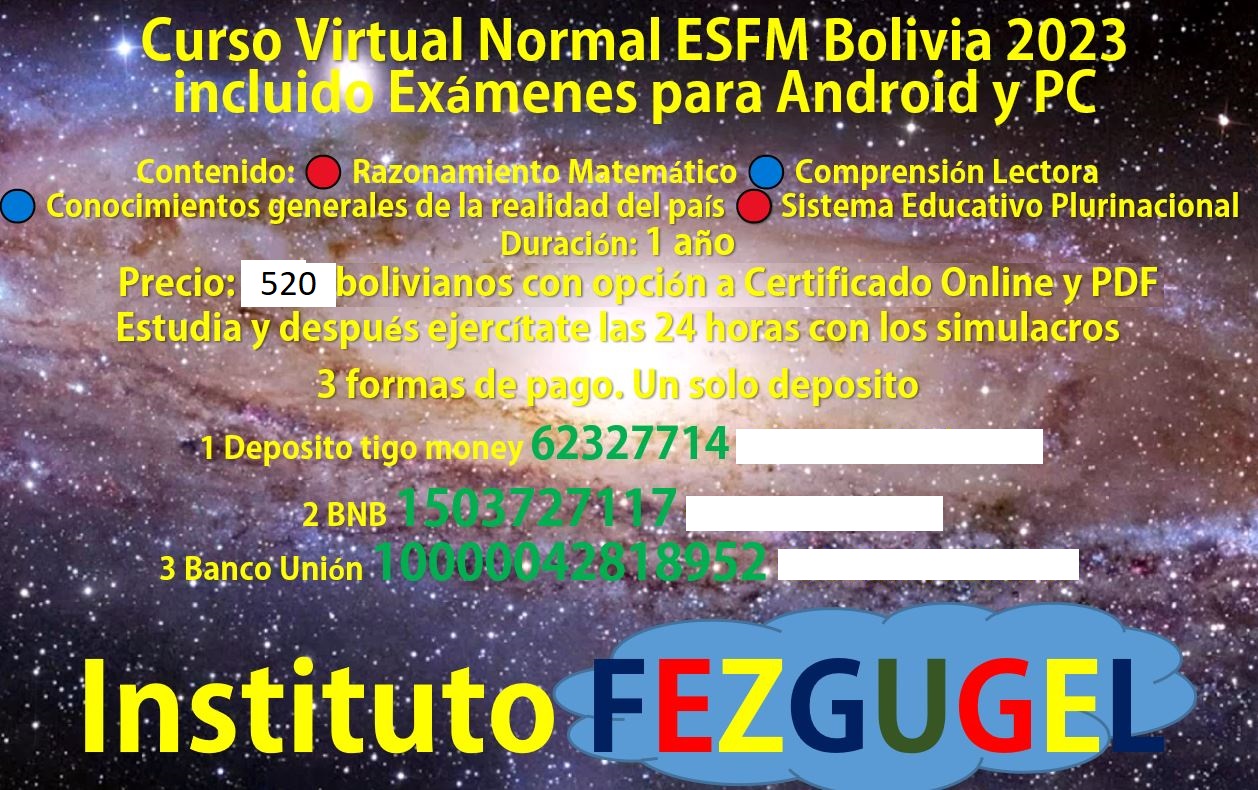 Curso Virtual Normal ESFM Bolivia 2023
incluido Exámenes para Android y PC
Contenido: Razonamiento Matemático Comprensión Lectora
Conocimientos generales de la realidad del país Sistema Educativo Plurinacional
Duración: 1 año
Precio: 520 bolivianos con opción a Certificado Online y PDF
Estudia y después ejercítate las 24 horas con los simulacros
3 formas de pago. Un solo deposito
1 Deposito tigo money 62327714
2 BNB 1503727117
3 Banco Unión 10000042818952
Instituto FEZGUGEL